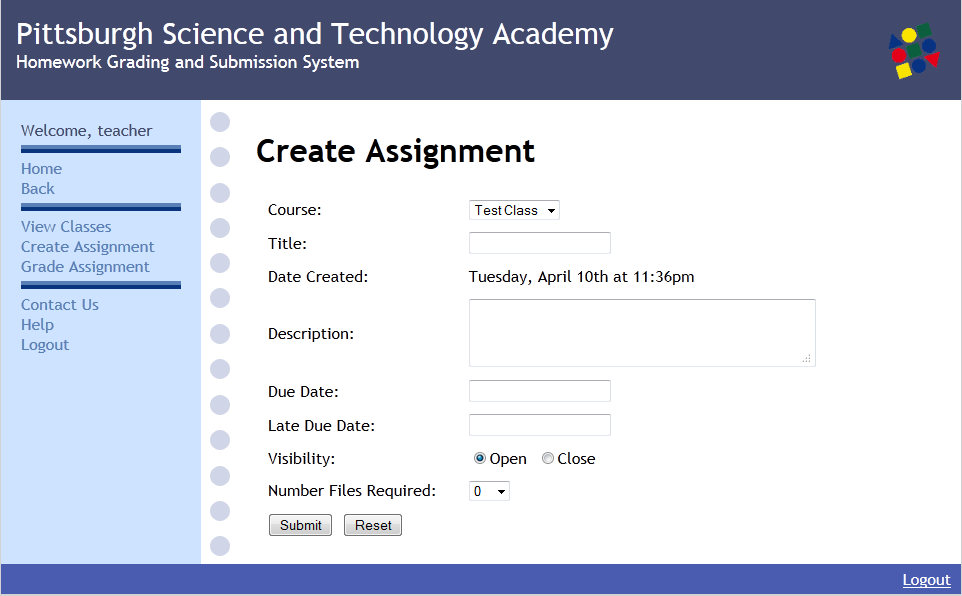 Pittsburgh Science and Technology Academy
Homework Grading and Submission System
Welcome, teacher
Home
Back
View Classes
Create Assignment
Grade Assignment
Contact Us
Help
Logout
Create Assignment
Course: TestClass
Title:
Date Created: Tuesday, April 10th at 11:36pm
Description:
Due Date:
Late Due Date:
Visibility: Open Close
Number Files Required: 0
Submit Reset
Logout